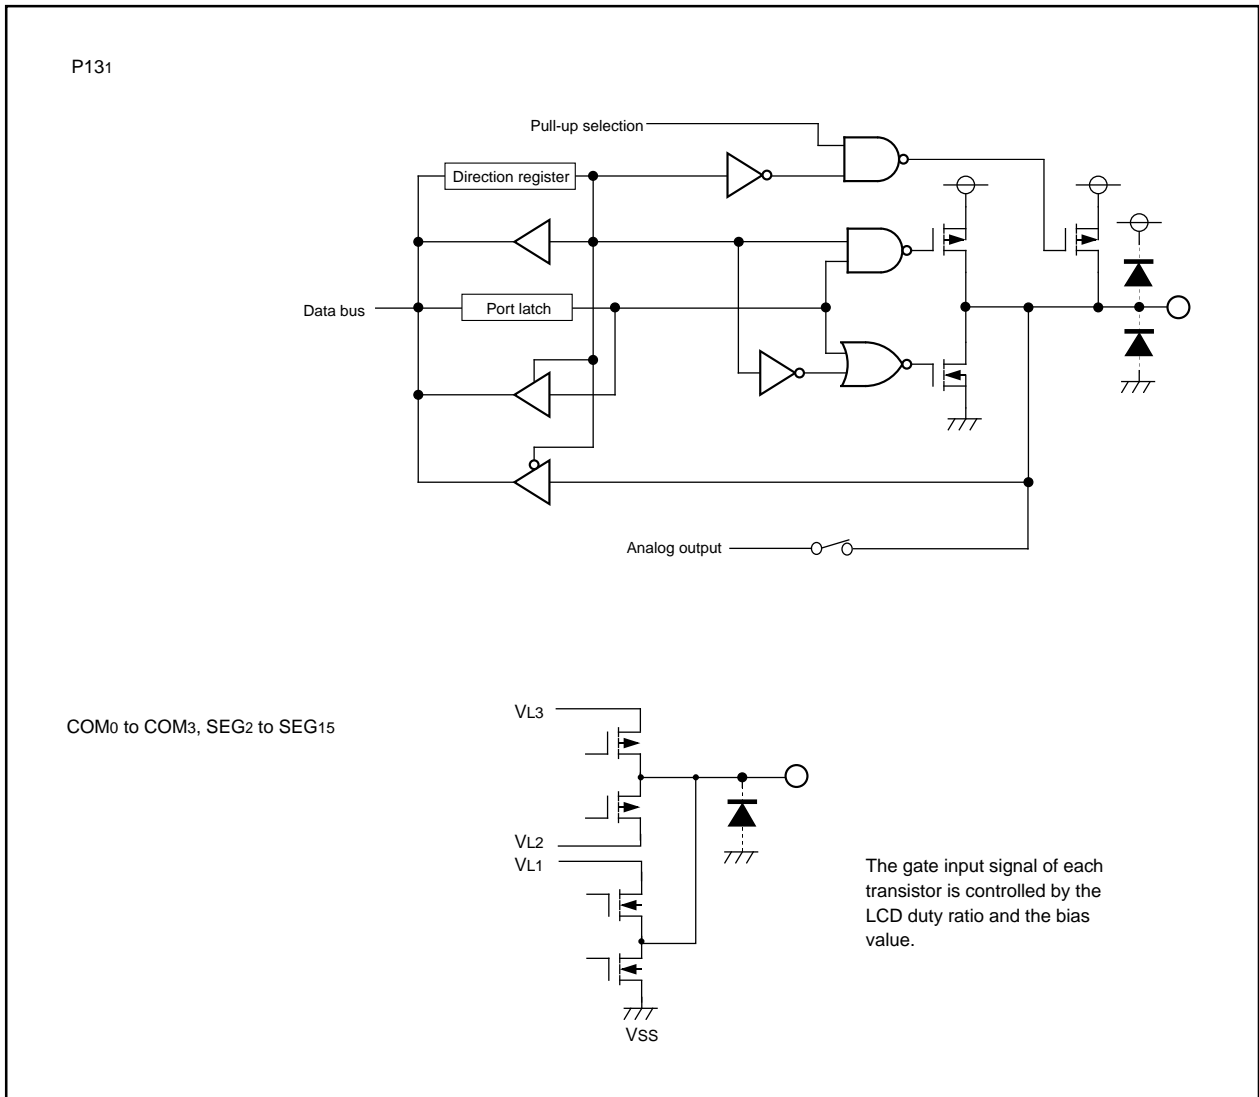 P131
Pull-up selection
Direction register
Data bus
Port latch
Analog output
COM0 to COM3, SEG2 to SEG15
VL3
VL2
VL1
The gate input signal of each
transistor is controlled by the
LCD duty ratio and the bias
value.
VSS